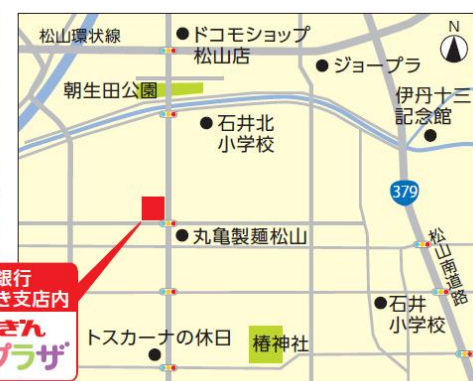 松山環状線
ドコモショップ
松山店
N
ジョープラ
朝生田公園
伊丹十三
記念館
石井北
小学校
379
丸亀製麺松山
松山南道路
銀行
き支店内
ぎん
プラザ
石井
小学校
トスカーナの休日
椿神社